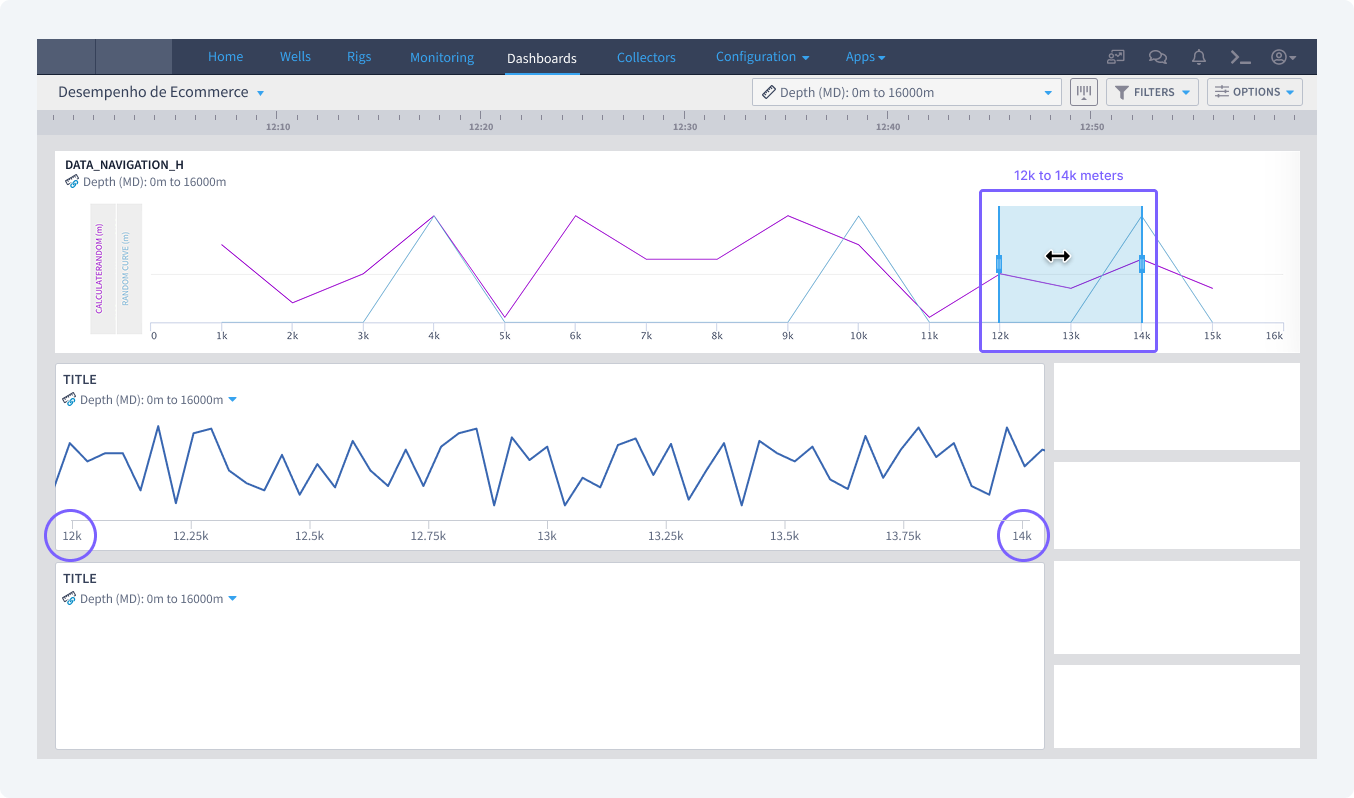 Home Wells Rigs Monitoring Dashboards Collectors Configuration Apps
Desempenho de Ecommerce Depth (MD): 0m to 16000m FILTERS OPTIONS
12:10 12:20 12:30 12:40 12:50
DATA_NAVIGATION_H
Depth (MD): 0m to 16000m
12k to 14k meters
CALCULATERANDOM (m)
RANDOM CURVE (m)
0 1k 2k 3k 4k 5k 6k 7k 8k 9k 10k 11k 12k 13k 14k 15k 16k
TITLE
Depth (MD): 0m to 16000m
12k 12.25k 12.5k 12.75k 13k 13.25k 13.5k 13.75k 14k
TITLE
Depth (MD): 0m to 16000m